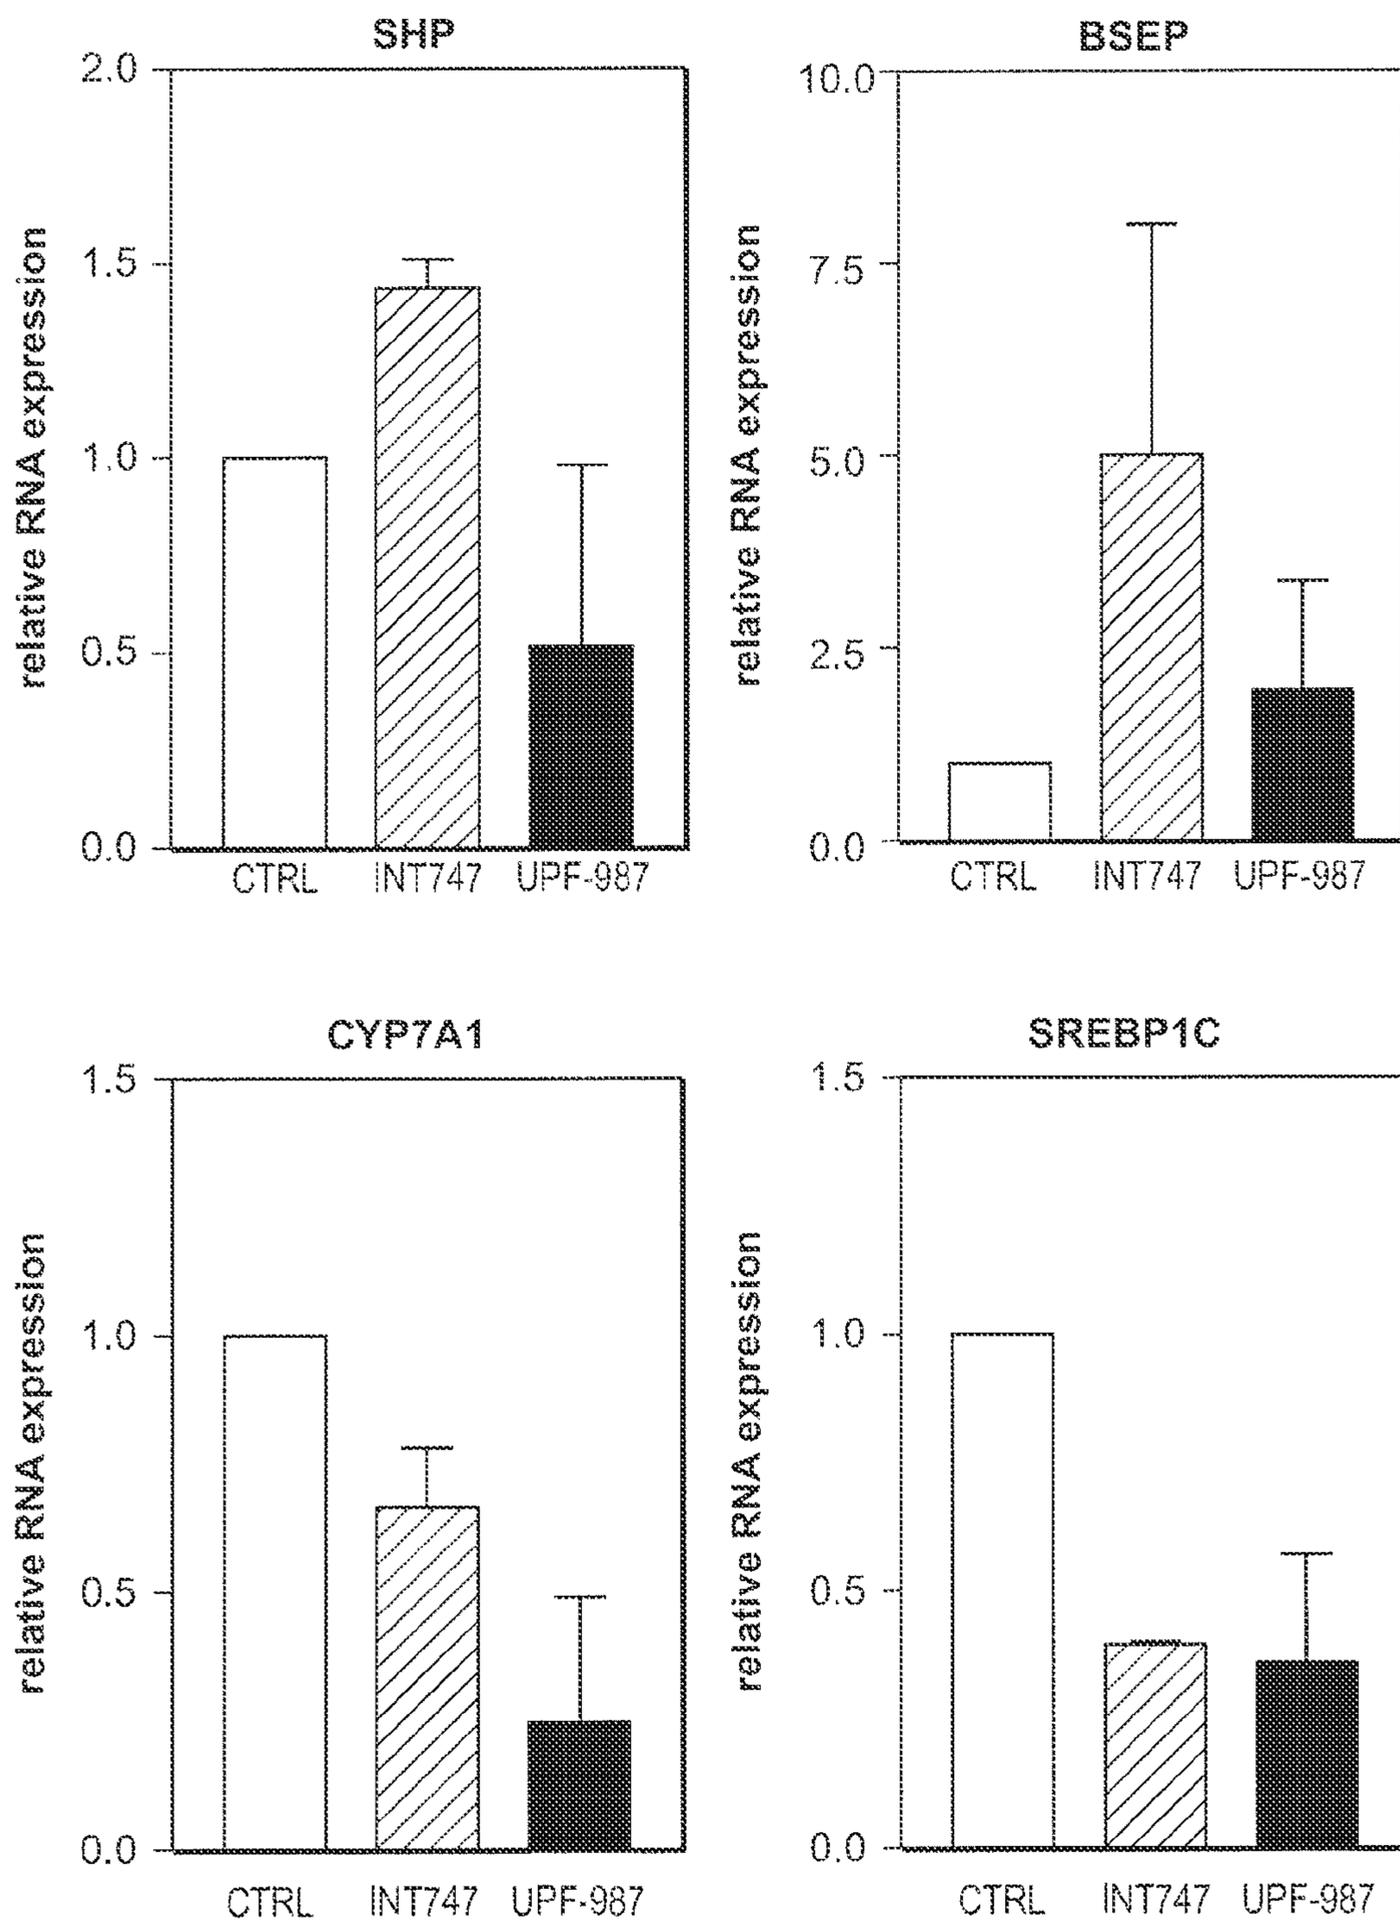 SHP
2.0
1.5
1.0
0.5
0.0
relative RNA expression
CTRL INT747 UPF-987
BSEP
10.0
7.5
5.0
2.5
0.0
relative RNA expression
CTRL INT747 UPF-987
CYP7A1
1.5
1.0
0.5
0.0
relative RNA expression
CTRL INT747 UPF-987
SREBP1C
1.5
1.0
0.5
0.0
relative RNA expression
CTRL INT747 UPF-987